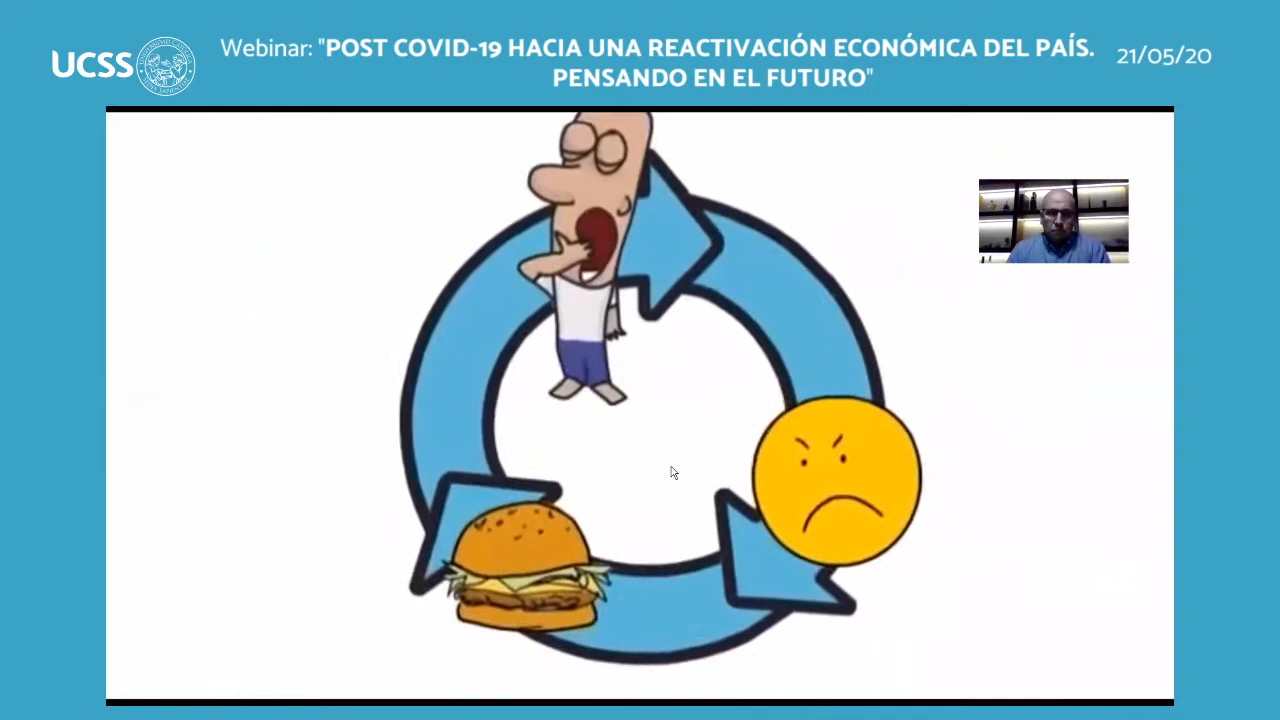 UCSS
Webinar: "POST COVID-19 HACIA UNA REACTIVACIÓN ECONÓMICA DEL PAÍS.
PENSANDO EN EL FUTURO"
21/05/20